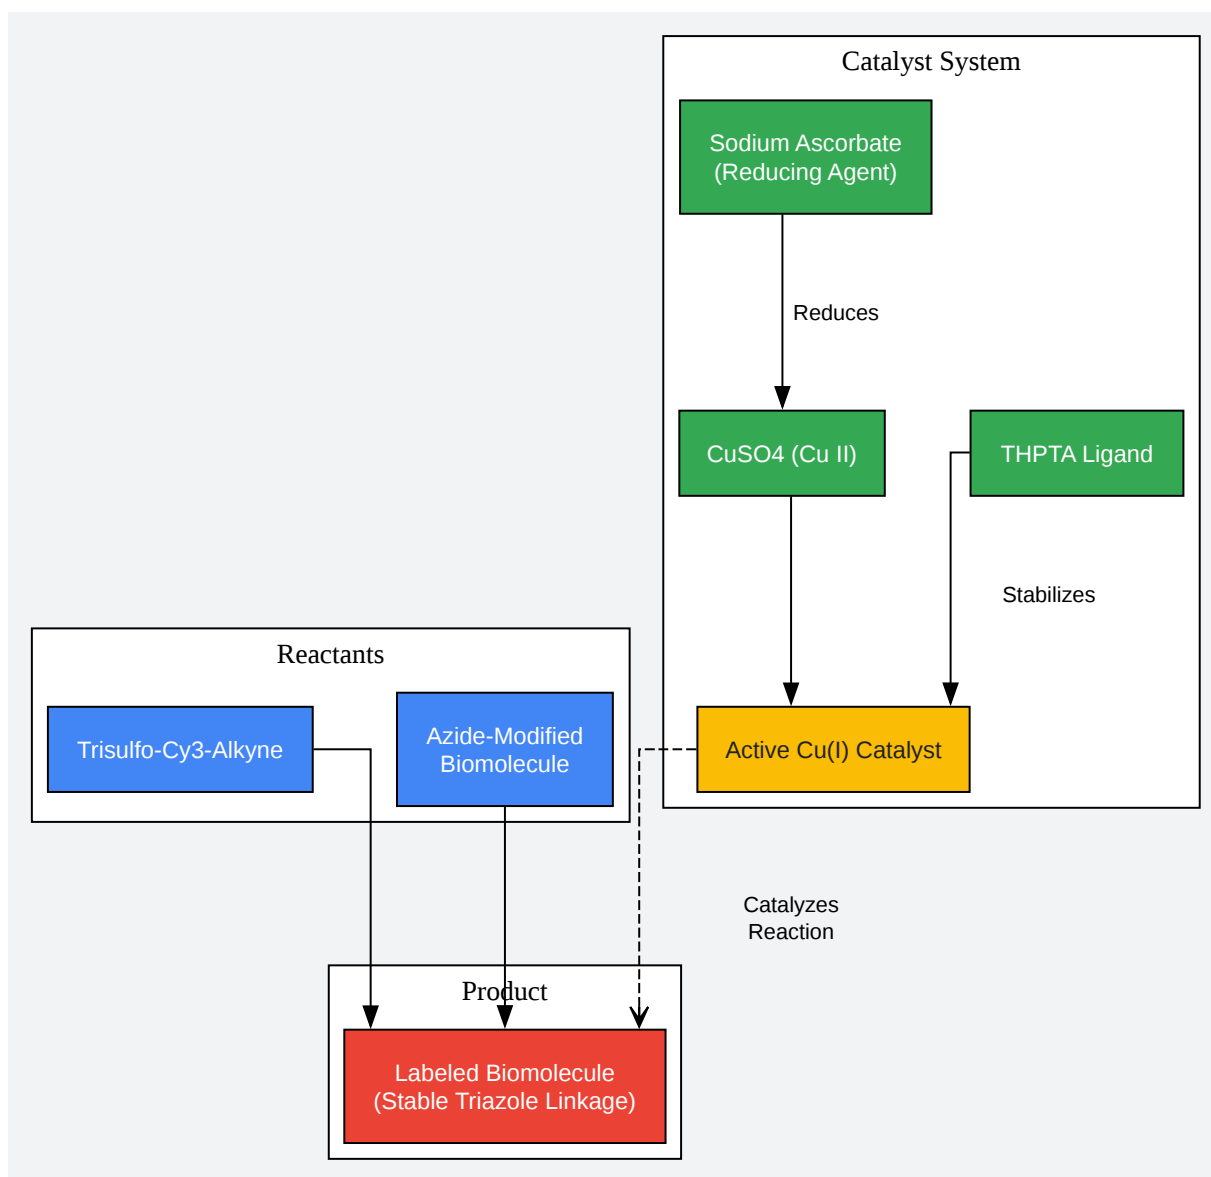 Catalyst System
Sodium Ascorbate
(Reducing Agent)
Reduces
CuSO4 (Cu II)
THPTA Ligand
Stabilizes
Reactants
Trisulfo-Cy3-Alkyne
Azide-Modified
Biomolecule
Active Cu(I) Catalyst
Catalyzes
Reaction
Product
Labeled Biomolecule
(Stable Triazole Linkage)